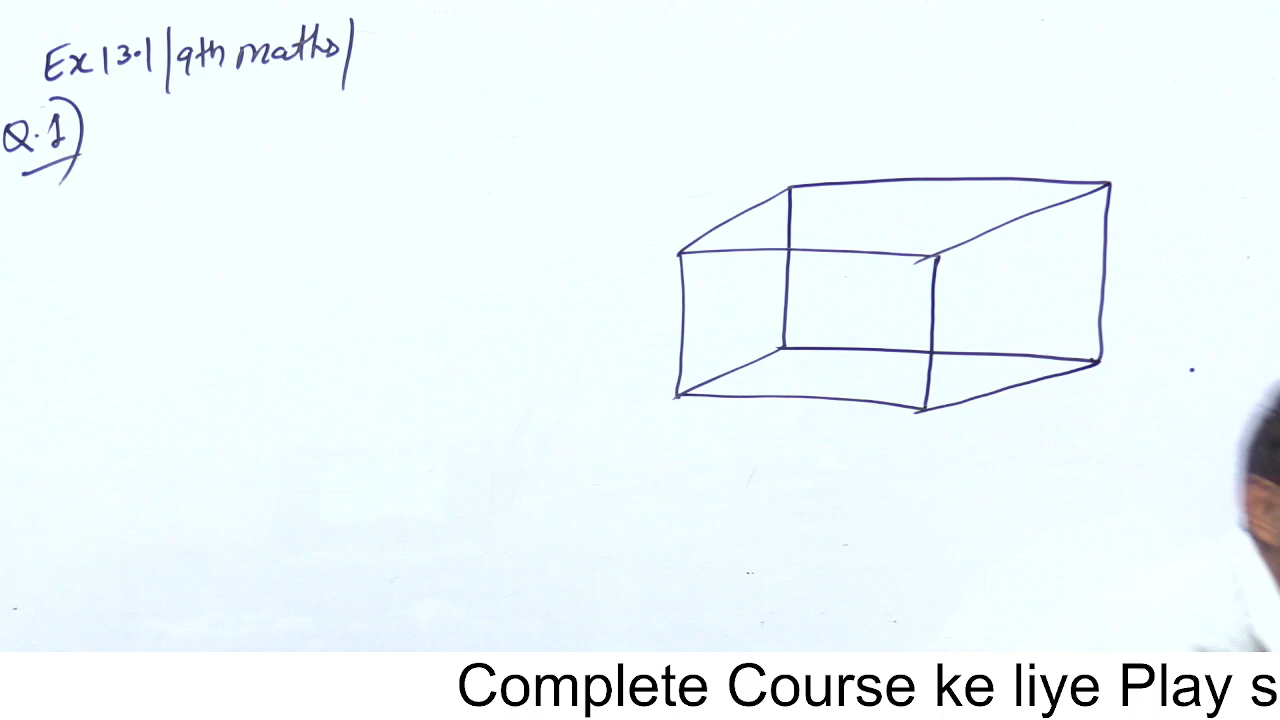 Ex 13.1 | 9th maths |
Q.1)
Complete Course ke liye Play s